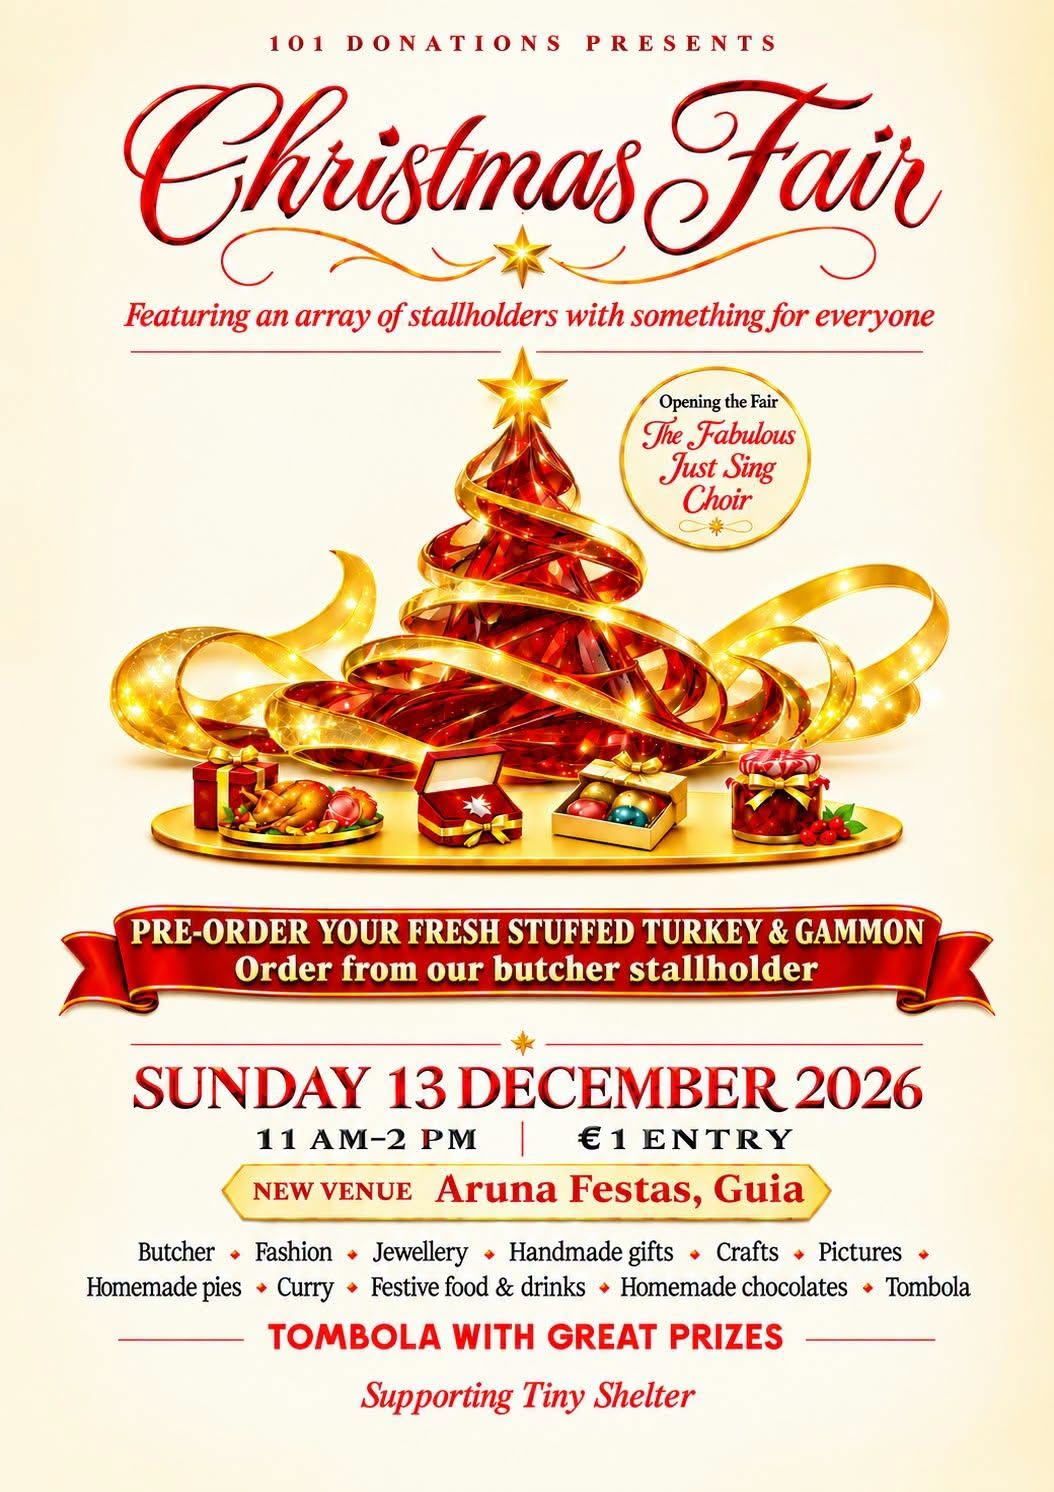 101 DONATIONS PRESENTS
Christmas Fair
Featuring an array of stallholders with something for everyone
Opening the Fair
The Fabulous
Just Sing
Choir
PRE-ORDER YOUR FRESH STUFFED TURKEY & GAMMON
Order from our butcher stallholder
SUNDAY 13 DECEMBER 2026
11 AM–2 PM | €1 ENTRY
NEW VENUE Aruna Festas, Guia
Butcher ◆ Fashion ◆ Jewellery ◆ Handmade gifts ◆ Crafts ◆ Pictures ◆
Homemade pies ◆ Curry ◆ Festive food & drinks ◆ Homemade chocolates ◆ Tombola
TOMBOLA WITH GREAT PRIZES
Supporting Tiny Shelter